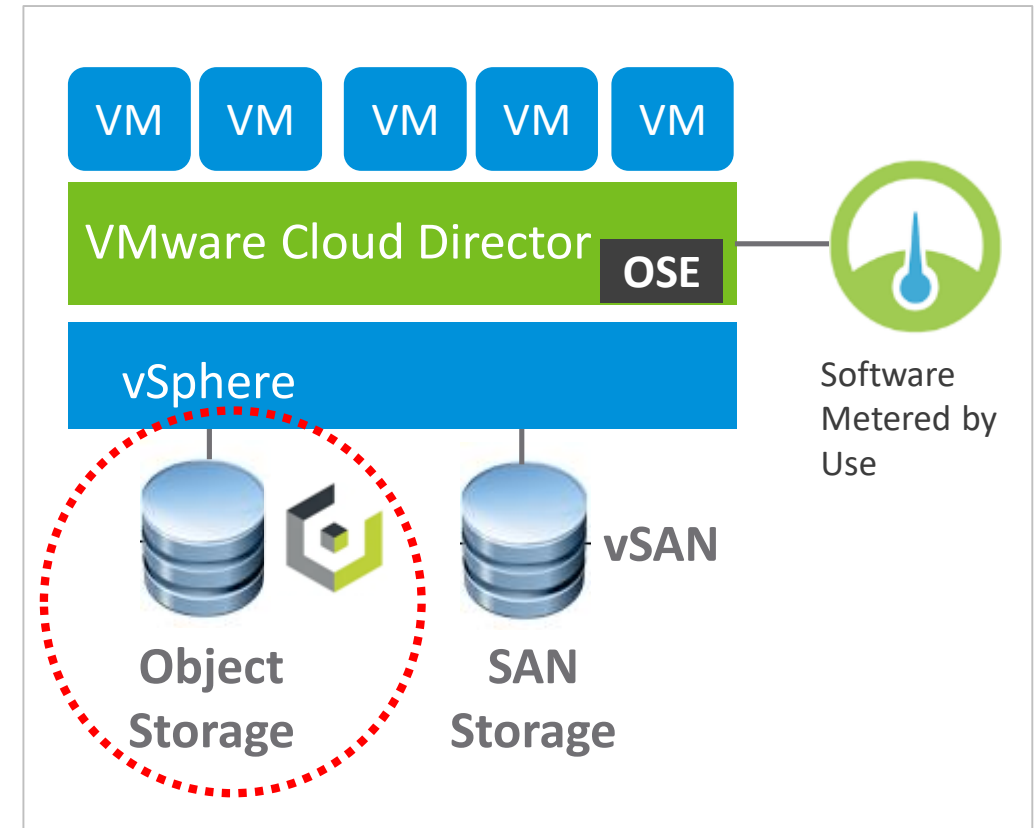 VM VM VM VM VM
VMware Cloud Director
OSE
vSphere
Software
Metered by
Use
vSAN
Object
Storage
SAN
Storage